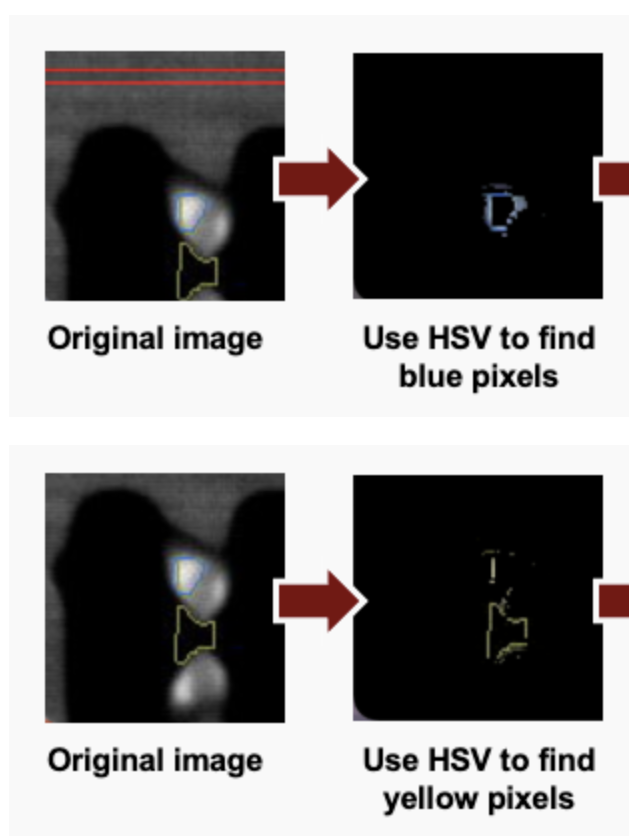 Original image
Use HSV to find
blue pixels
Original image
Use HSV to find
yellow pixels